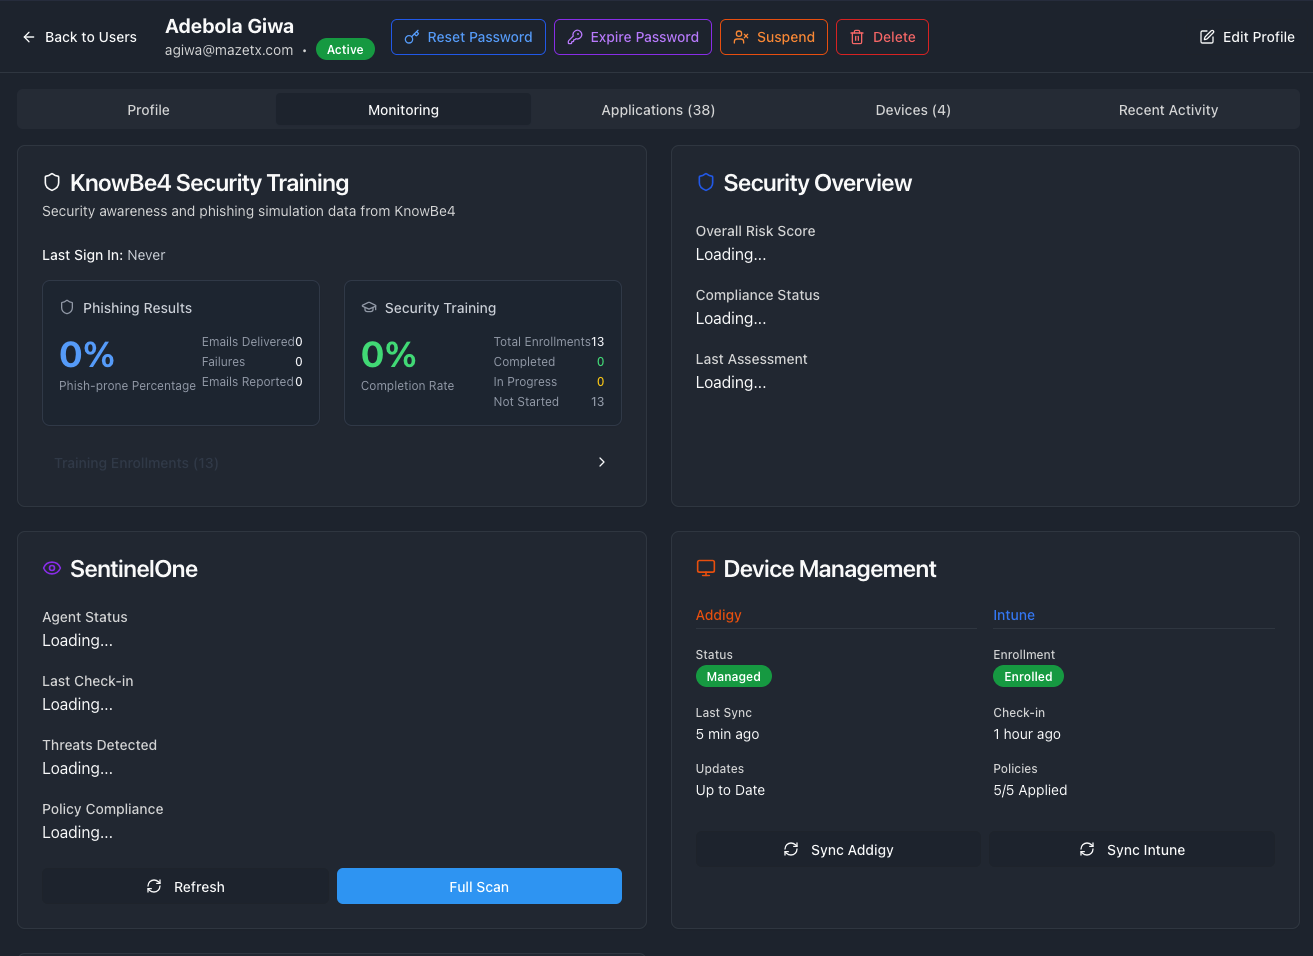 Back to Users
Adebola Giwa
agiwa@mazetx.com • Active
Reset Password
Expire Password
Suspend
Delete
Edit Profile
Profile
Monitoring
Applications (38)
Devices (4)
Recent Activity
KnowBe4 Security Training
Security awareness and phishing simulation data from KnowBe4
Last Sign In: Never
Phishing Results
0%
Phish-prone Percentage
Emails Delivered 0
Failures 0
Emails Reported 0
Security Training
0%
Completion Rate
Total Enrollments 13
Completed 0
In Progress 0
Not Started 13
Training Enrollments (13)
Security Overview
Overall Risk Score
Loading...
Compliance Status
Loading...
Last Assessment
Loading...
SentinelOne
Agent Status
Loading...
Last Check-in
Loading...
Threats Detected
Loading...
Policy Compliance
Loading...
Refresh
Full Scan
Device Management
Addigy
Status
Managed
Last Sync
5 min ago
Updates
Up to Date
Sync Addigy
Intune
Enrollment
Enrolled
Check-in
1 hour ago
Policies
5/5 Applied
Sync Intune